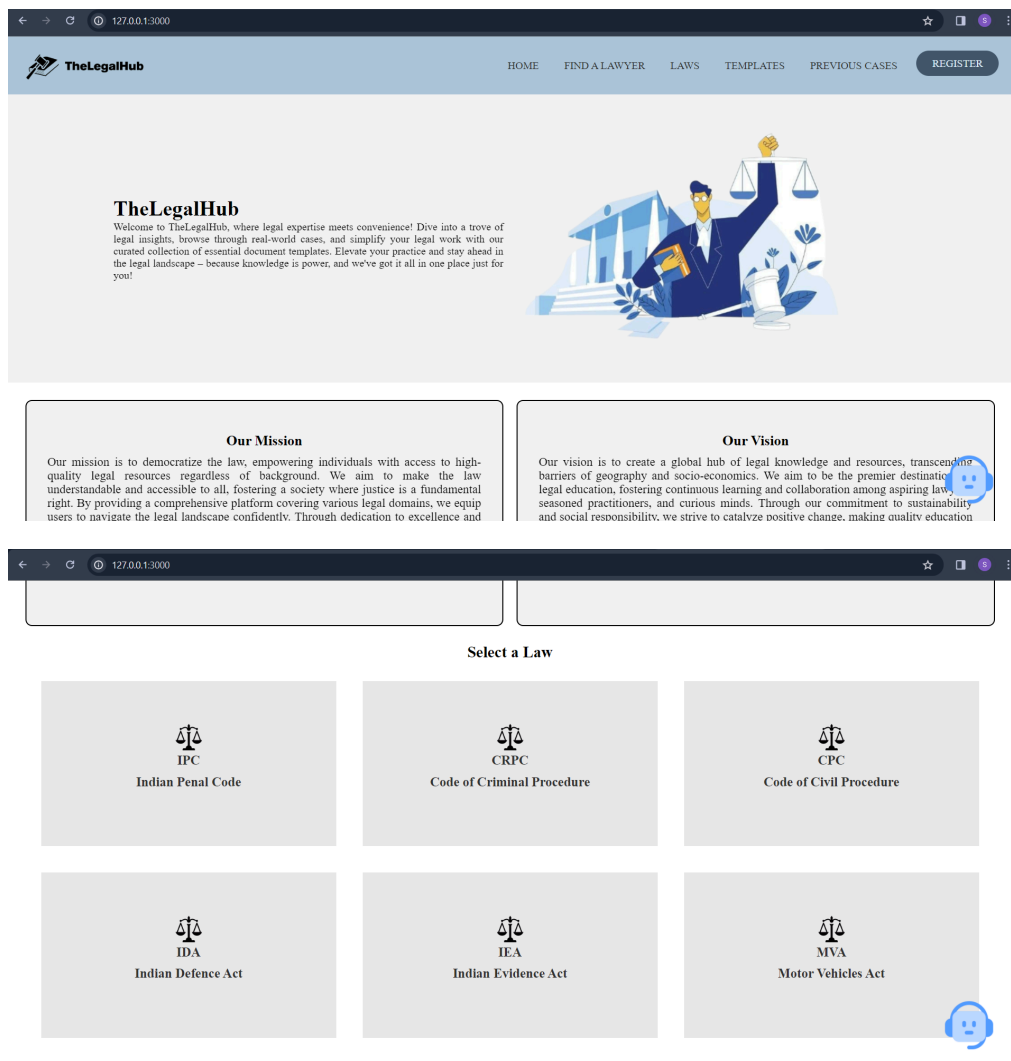 127.0.0.1:3000
S
TheLegalHub
HOME FIND A LAWYER LAWS TEMPLATES PREVIOUS CASES REGISTER
TheLegalHub
Welcome to TheLegalHub, where legal expertise meets convenience! Dive into a trove of
legal insights, browse through real-world cases, and simplify your legal work with our
curated collection of essential document templates. Elevate your practice and stay ahead in
the legal landscape – because knowledge is power, and we've got it all in one place just for
you!
Our Mission
Our mission is to democratize the law, empowering individuals with access to high-
quality legal resources regardless of background. We aim to make the law
understandable and accessible to all, fostering a society where justice is a fundamental
right. By providing a comprehensive platform covering various legal domains, we equip
users to navigate the legal landscape confidently. Through dedication to excellence and
Our Vision
Our vision is to create a global hub of legal knowledge and resources, transcending
barriers of geography and socio-economics. We aim to be the premier destination
legal education, fostering continuous learning and collaboration among aspiring
seasoned practitioners, and curious minds. Through our commitment to sustainability
and social responsibility, we strive to catalyze positive change, making quality education
127.0.0.1:3000
S
Select a Law
IPC
Indian Penal Code
CRPC
Code of Criminal Procedure
CPC
Code of Civil Procedure
IDA
Indian Defence Act
IEA
Indian Evidence Act
MVA
Motor Vehicles Act